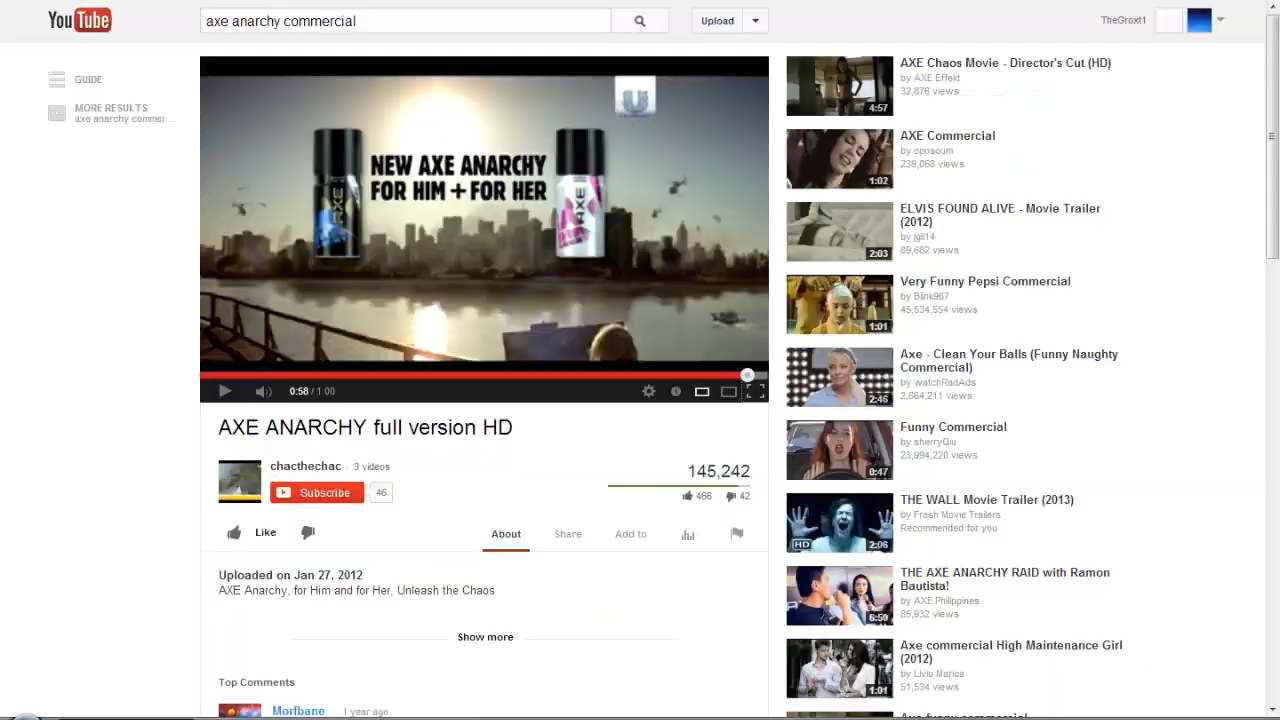 YouTube
axe anarchy commercial
Upload
TheGroxt1
GUIDE
MORE RESULTS
axe anarchy commer...
NEW AXE ANARCHY
FOR HIM + FOR HER
AXE
AXE
0:58 / 1:00
AXE ANARCHY full version HD
chacthechac · 3 videos
Subscribe
46
145,242
466
42
Like
About
Share
Add to
Uploaded on Jan 27, 2012
AXE Anarchy, for Him and for Her, Unleash the Chaos
Show more
Top Comments
Morfbane 1 year ago
4:57
AXE Chaos Movie - Director's Cut (HD)
by AXE Effekt
32,876 views
1:02
AXE Commercial
by oposoum
239,068 views
2:03
ELVIS FOUND ALIVE - Movie Trailer
(2012)
by jgil14
89,682 views
1:01
Very Funny Pepsi Commercial
by Blink967
45,534,554 views
2:46
Axe - Clean Your Balls (Funny Naughty
Commercial)
by watchRadAds
2,664,211 views
0:47
Funny Commercial
by sherryQiu
23,994,220 views
HD
2:06
THE WALL Movie Trailer (2013)
by Fresh Movie Trailers
Recommended for you
6:50
THE AXE ANARCHY RAID with Ramon
Bautista!
by AXE Philippines
85,932 views
1:01
Axe commercial High Maintenance Girl
(2012)
by Liviu Marica
51,534 views
Axe funny commercial